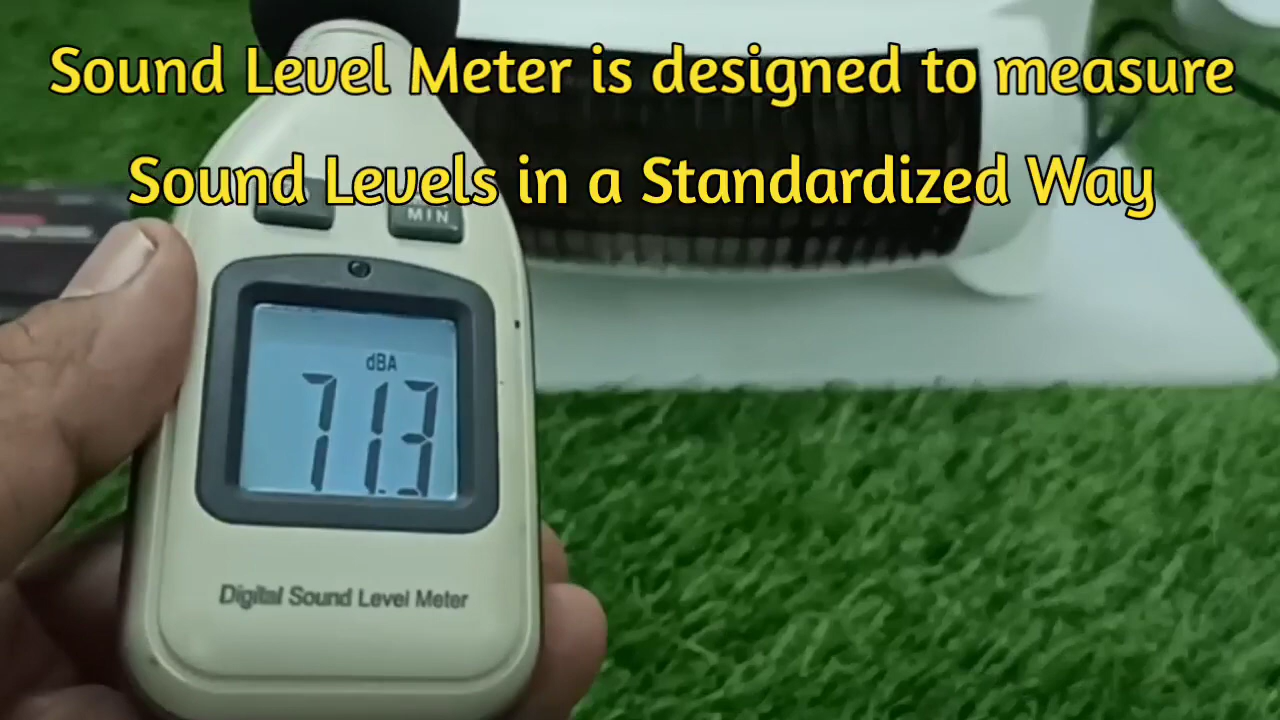 Sound Level Meter is designed to measure
Sound Levels in a Standardized Way
MIN
dBA
71.3
Digital Sound Level Meter